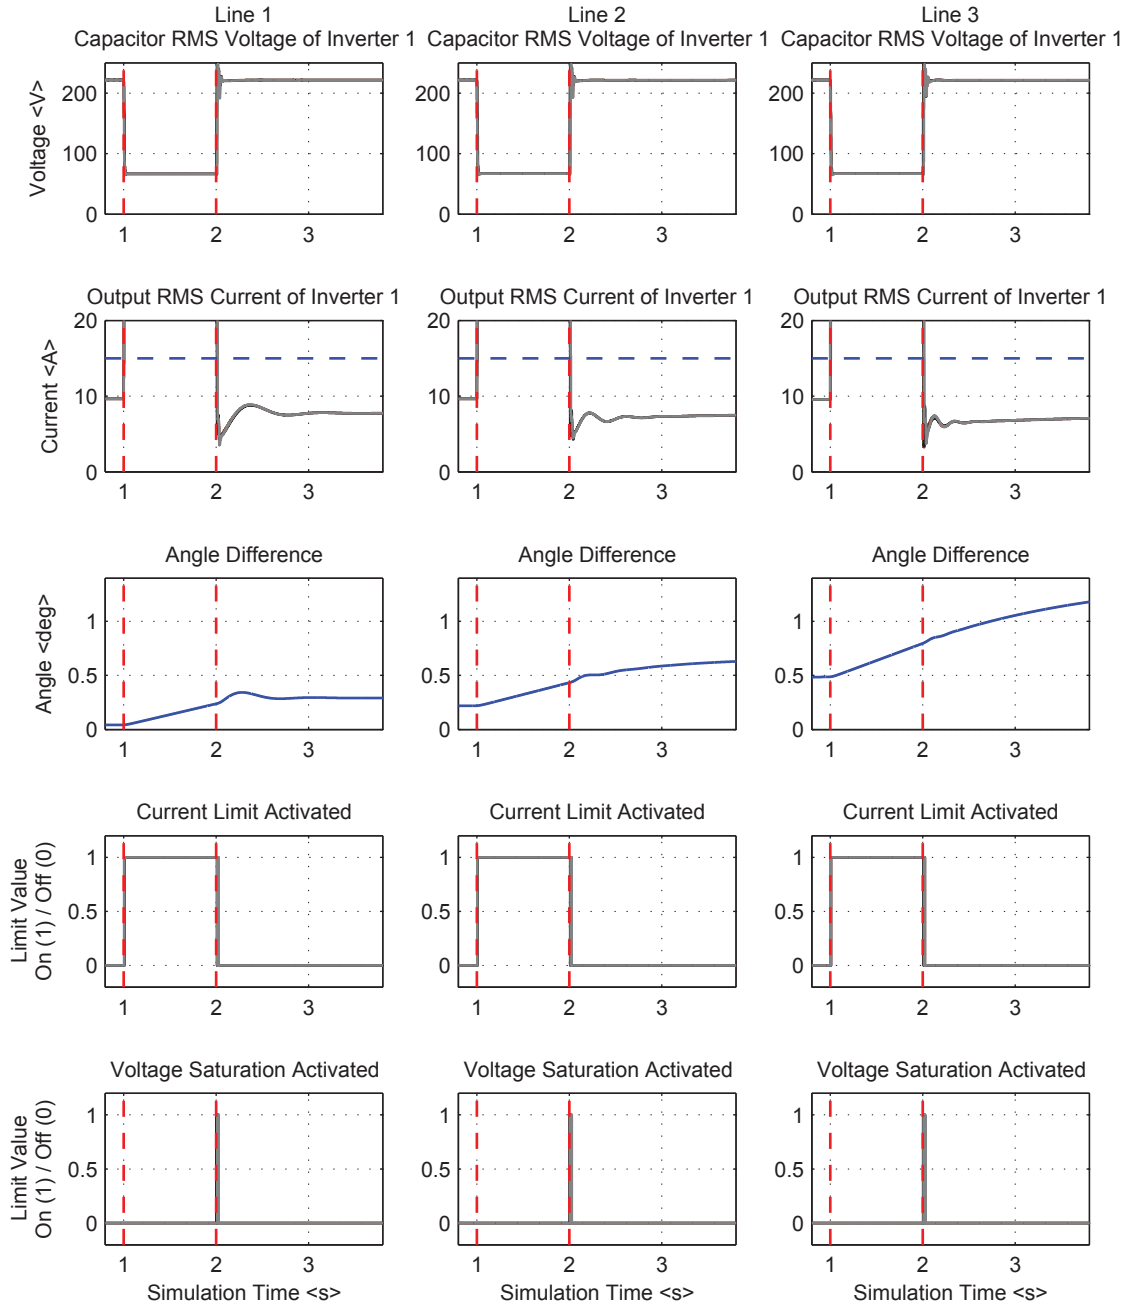 Line 1 Line 2 Line 3
Capacitor RMS Voltage of Inverter 1 Capacitor RMS Voltage of Inverter 1 Capacitor RMS Voltage of Inverter 1
Voltage <V>
200 200 200
100 100 100
0 0 0
1 2 3 1 2 3 1 2 3
Output RMS Current of Inverter 1 Output RMS Current of Inverter 1 Output RMS Current of Inverter 1
Current <A>
20 20 20
10 10 10
0 0 0
1 2 3 1 2 3 1 2 3
Angle Difference Angle Difference Angle Difference
Angle <deg>
1 1 1
0.5 0.5 0.5
0 0 0
1 2 3 1 2 3 1 2 3
Current Limit Activated Current Limit Activated Current Limit Activated
Limit Value
On (1) / Off (0)
1 1 1
0.5 0.5 0.5
0 0 0
1 2 3 1 2 3 1 2 3
Voltage Saturation Activated Voltage Saturation Activated Voltage Saturation Activated
Limit Value
On (1) / Off (0)
1 1 1
0.5 0.5 0.5
0 0 0
1 2 3 1 2 3 1 2 3
Simulation Time <s> Simulation Time <s> Simulation Time <s>